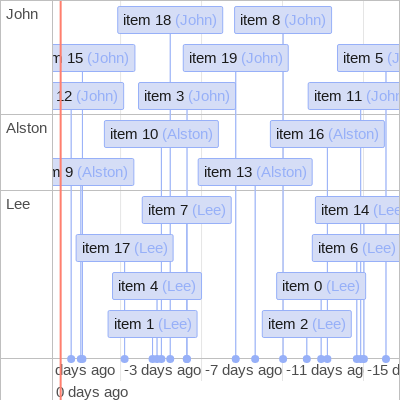 John
item 18 (John) item 8 (John)
15 (John) item 19 (John) item 5 (J
12 (John) item 3 (John) item 11 (John
Alston
item 10 (Alston) item 16 (Alston)
9 (Alston) item 13 (Alston)
Lee
item 7 (Lee) item 14 (Lee
item 17 (Lee) item 6 (Lee)
item 4 (Lee) item 0 (Lee)
item 1 (Lee) item 2 (Lee)
days ago -3 days ago -7 days ago -11 days ag -15 d
0 days ago